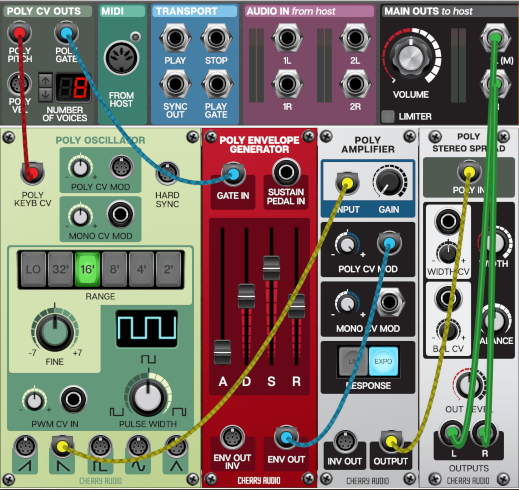 POLY CV OUTS
MIDI
TRANSPORT
AUDIO IN from host
MAIN OUTS to host
POLY PITCH
POLY GATE
POLY VEL
8
NUMBER OF VOICES
FROM HOST
PLAY
STOP
SYNC OUT
PLAY GATE
1L
2L
1R
2R
VOLUME
LIMITER
(M)
R
POLY OSCILLATOR
POLY KEYB CV
POLY CV MOD
HARD SYNC
MONO CV MOD
LO
32'
16'
8'
4'
2'
RANGE
-7
+7
FINE
PWM CV IN
PULSE WIDTH
CHERRY AUDIO
POLY ENVELOPE GENERATOR
GATE IN
SUSTAIN PEDAL IN
A
D
S
R
ENV OUT INV
ENV OUT
CHERRY AUDIO
POLY AMPLIFIER
INPUT
GAIN
POLY CV MOD
MONO CV MOD
EXPO
RESPONSE
INV OUT
OUTPUT
CHERRY AUDIO
POLY STEREO SPREAD
POLY IN
WIDTH CV
WIDTH
BAL CV
BALANCE
OUT LEVEL
L
R
OUTPUTS
CHERRY AUDIO